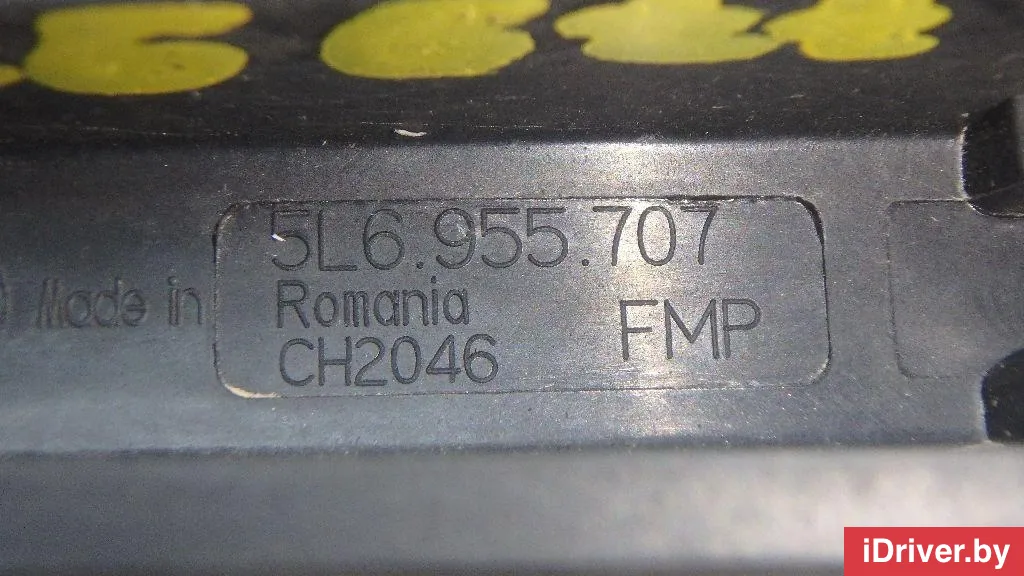 5L6.955.707
Made in Romania FMP
CH2046
iDriver.by